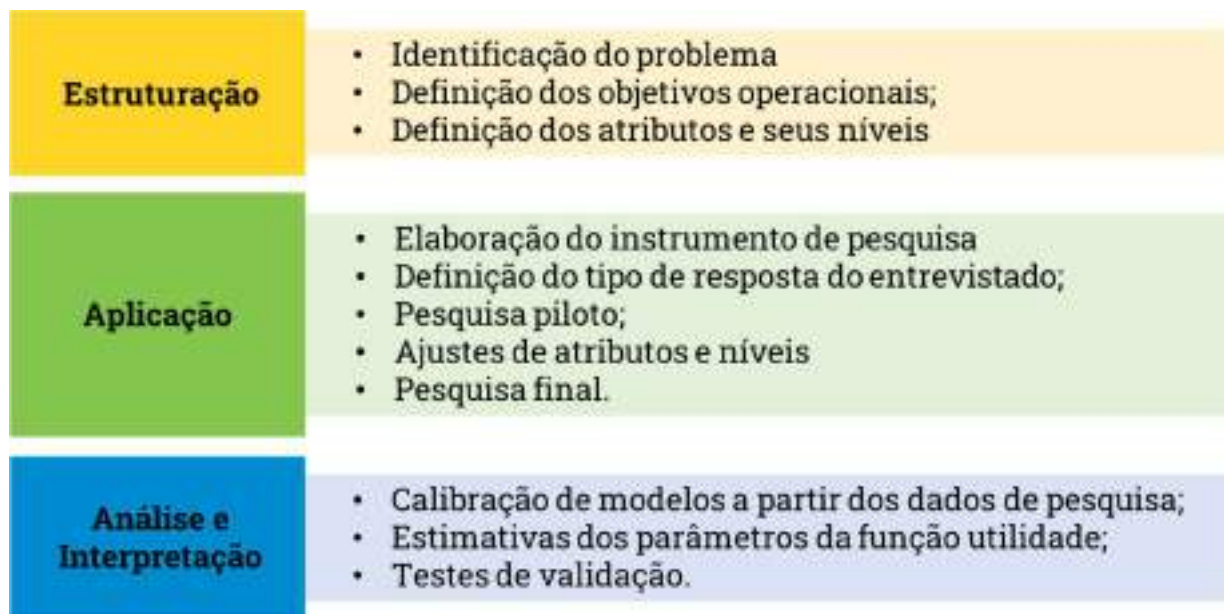 Estruturação
• Identificação do problema
• Definição dos objetivos operacionais;
• Definição dos atributos e seus níveis
Aplicação
• Elaboração do instrumento de pesquisa
• Definição do tipo de resposta do entrevistado;
• Pesquisa piloto;
• Ajustes de atributos e níveis
• Pesquisa final.
Análise e
Interpretação
• Calibração de modelos a partir dos dados de pesquisa;
• Estimativas dos parâmetros da função utilidade;
• Testes de validação.